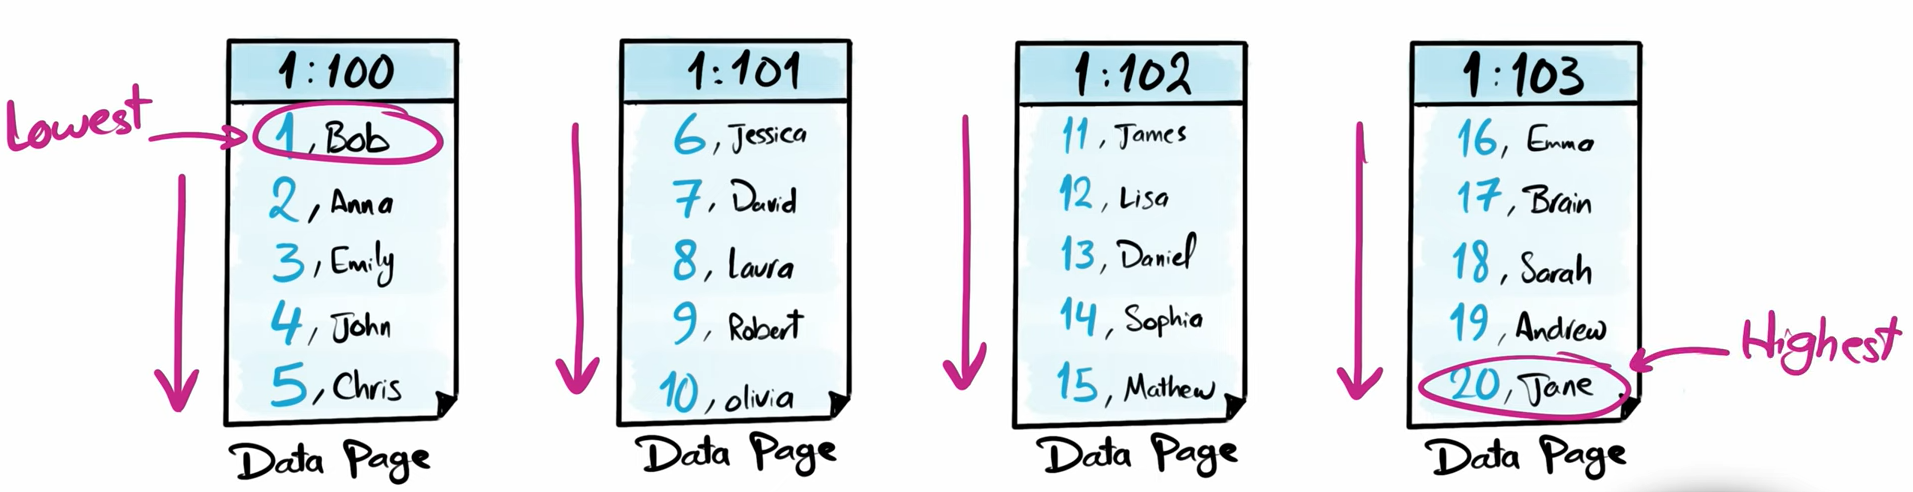 Lowest
1:100
1, Bob
2, Anna
3, Emily
4, John
5, Chris
Data Page
1:101
6, Jessica
7, David
8, Laura
9, Robert
10, olivia
Data Page
1:102
11, James
12, Lisa
13, Daniel
14, Sophia
15, Mathew
Data Page
1:103
16, Emma
17, Brain
18, Sarah
19, Andrew
20, Jane
Data Page
Highest